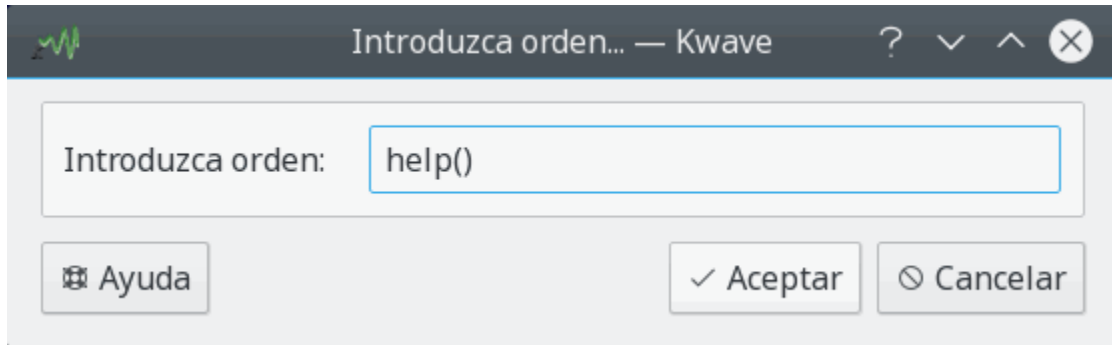 Introduzca orden... — Kwave
Introduzca orden: help()
Ayuda Aceptar Cancelar